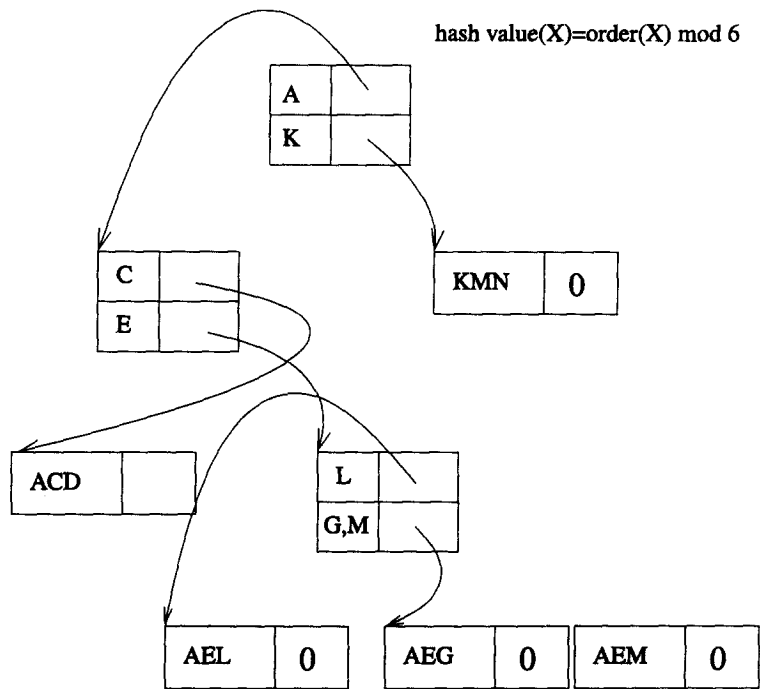 hash value(X)=order(X) mod 6
A
K
C
E
KMN 0
ACD
L
G,M
AEL 0
AEG 0 AEM 0